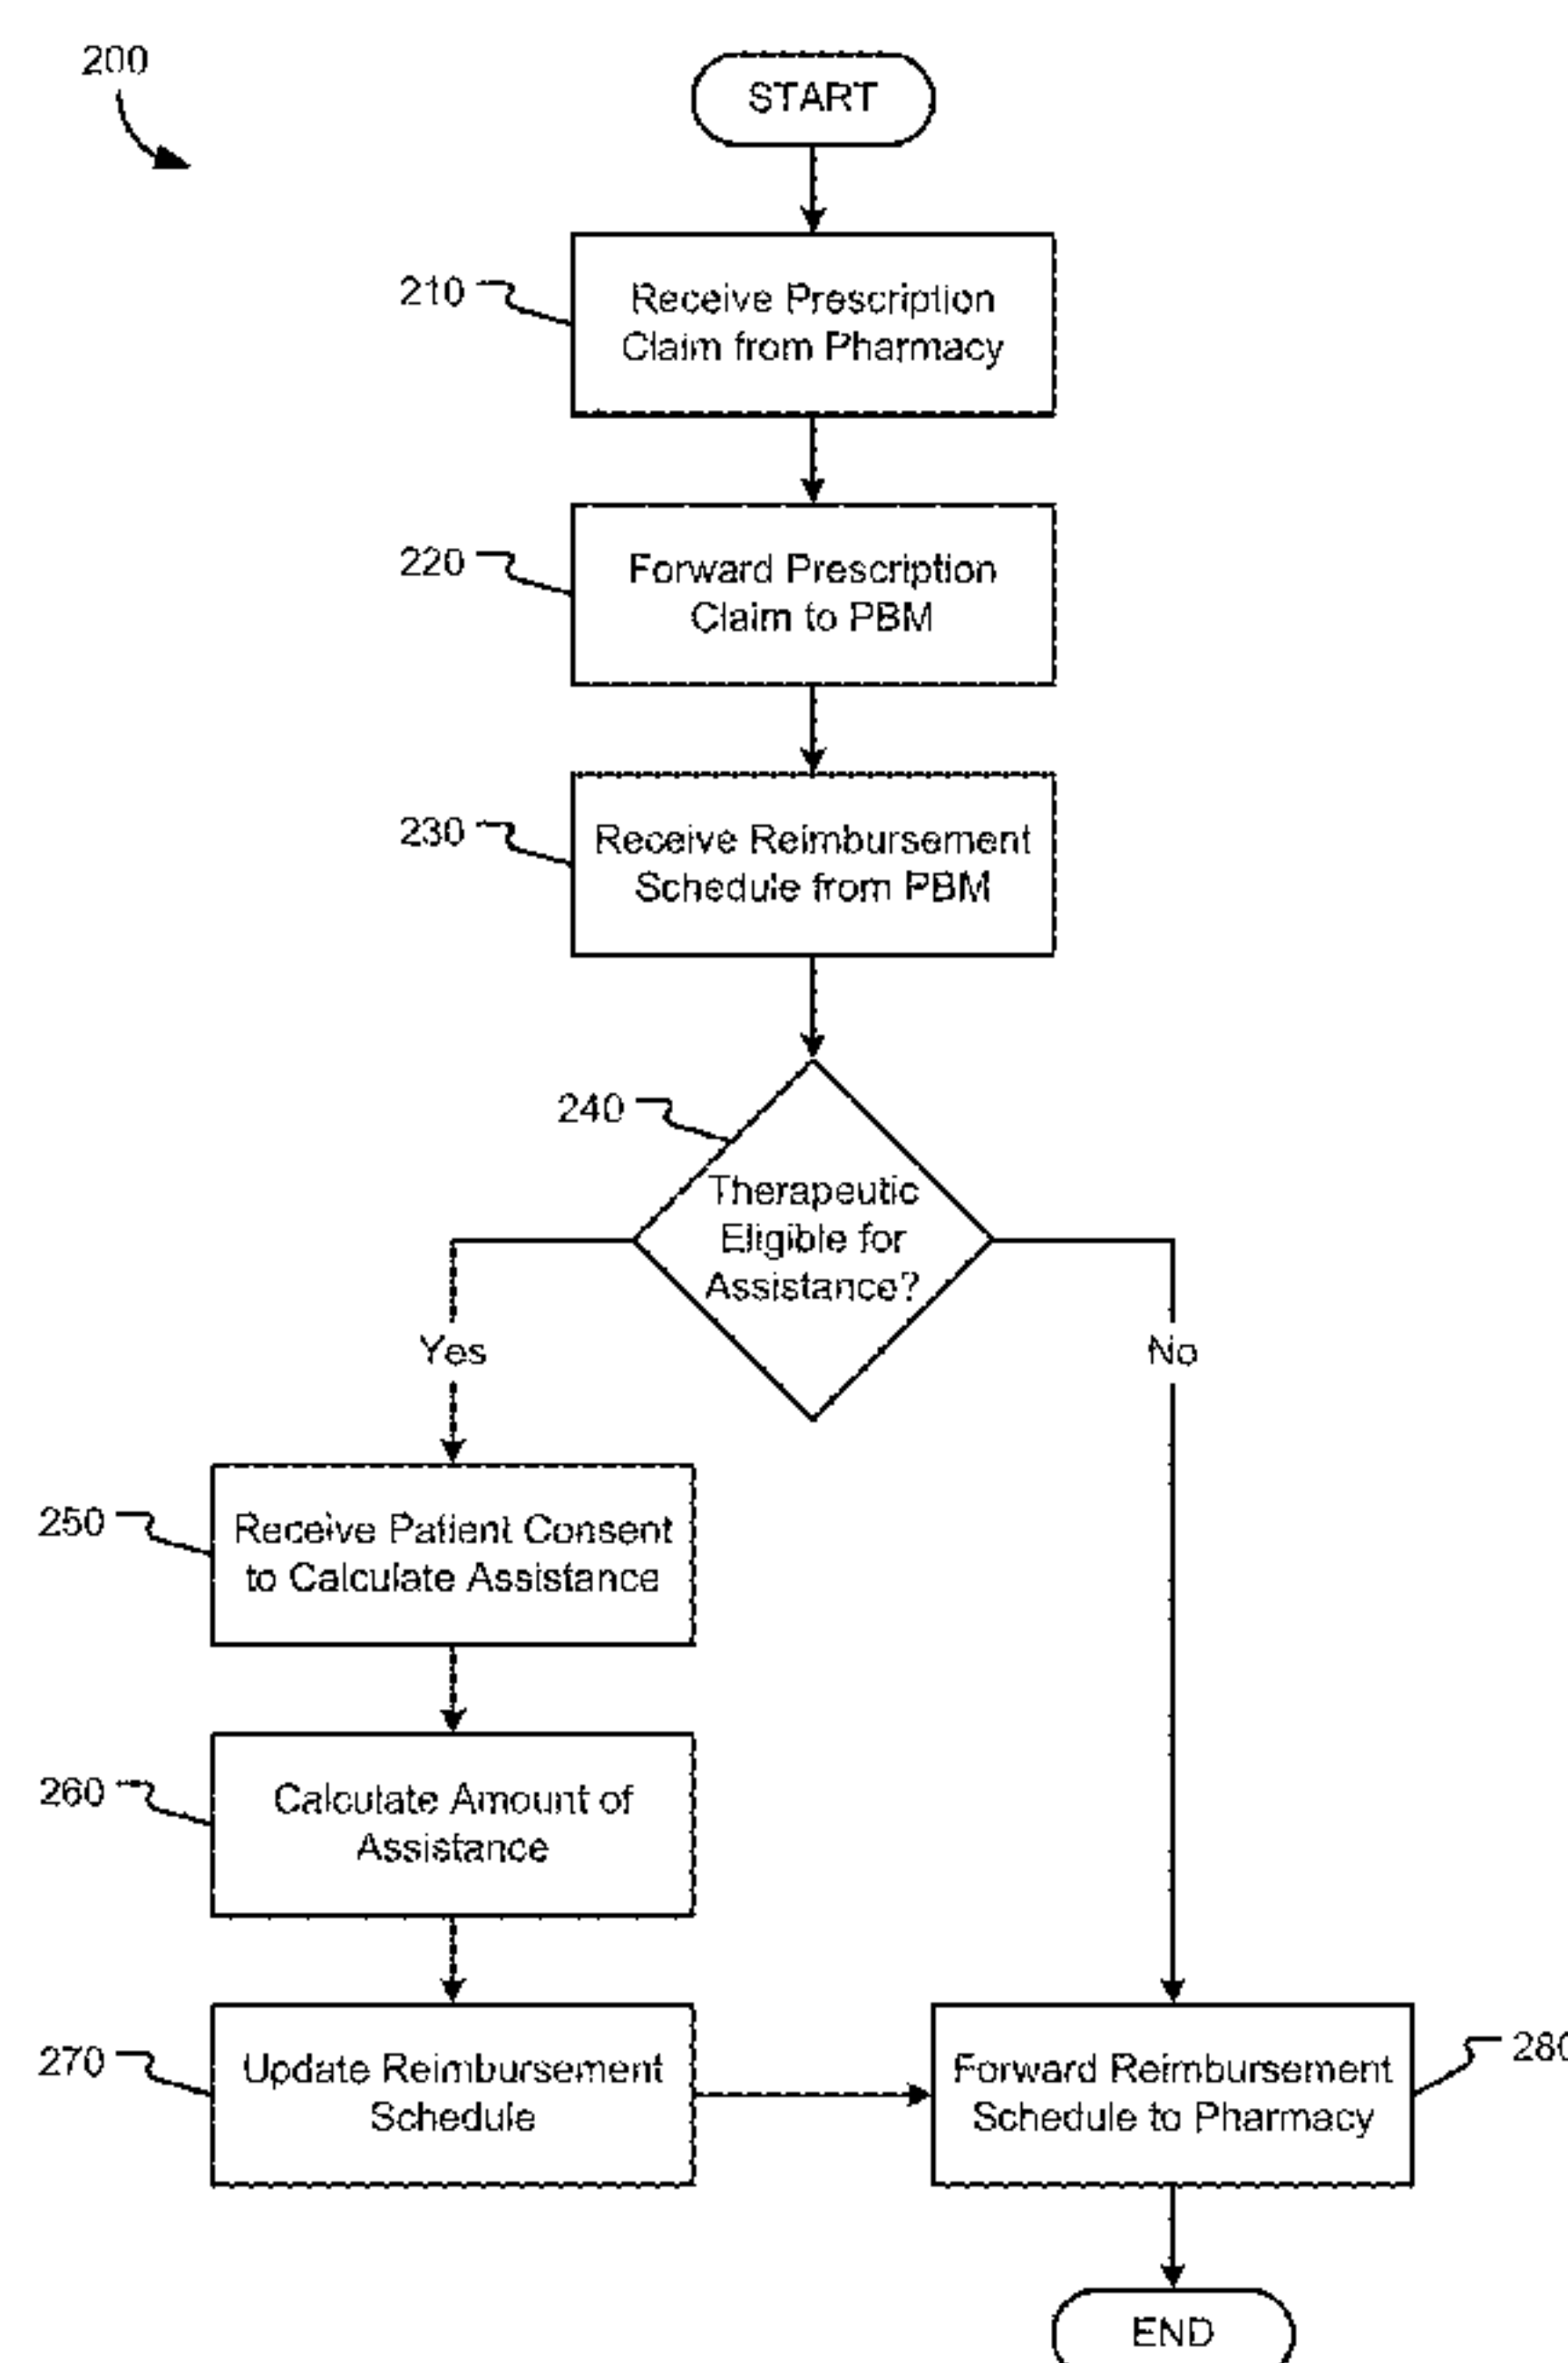 200
START
210
Receive Prescription
Claim from Pharmacy
220
Forward Prescription
Claim to PBM
230
Receive Reimbursement
Schedule from PBM
240
Therapeutic
Eligible for
Assistance?
Yes
No
250
Receive Patient Consent
to Calculate Assistance
260
Calculate Amount of
Assistance
270
Update Reimbursement
Schedule
Forward Reimbursement
Schedule to Pharmacy
280
END